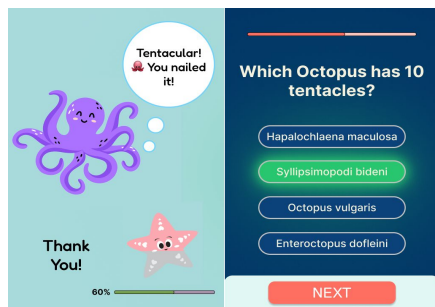 Tentacular!
🐙 You nailed
it!
Thank
You!
60%
Which Octopus has 10
tentacles?
Hapalochlaena maculosa
Syllipsimopodi bideni
Octopus vulgaris
Enteroctopus dofleini
NEXT